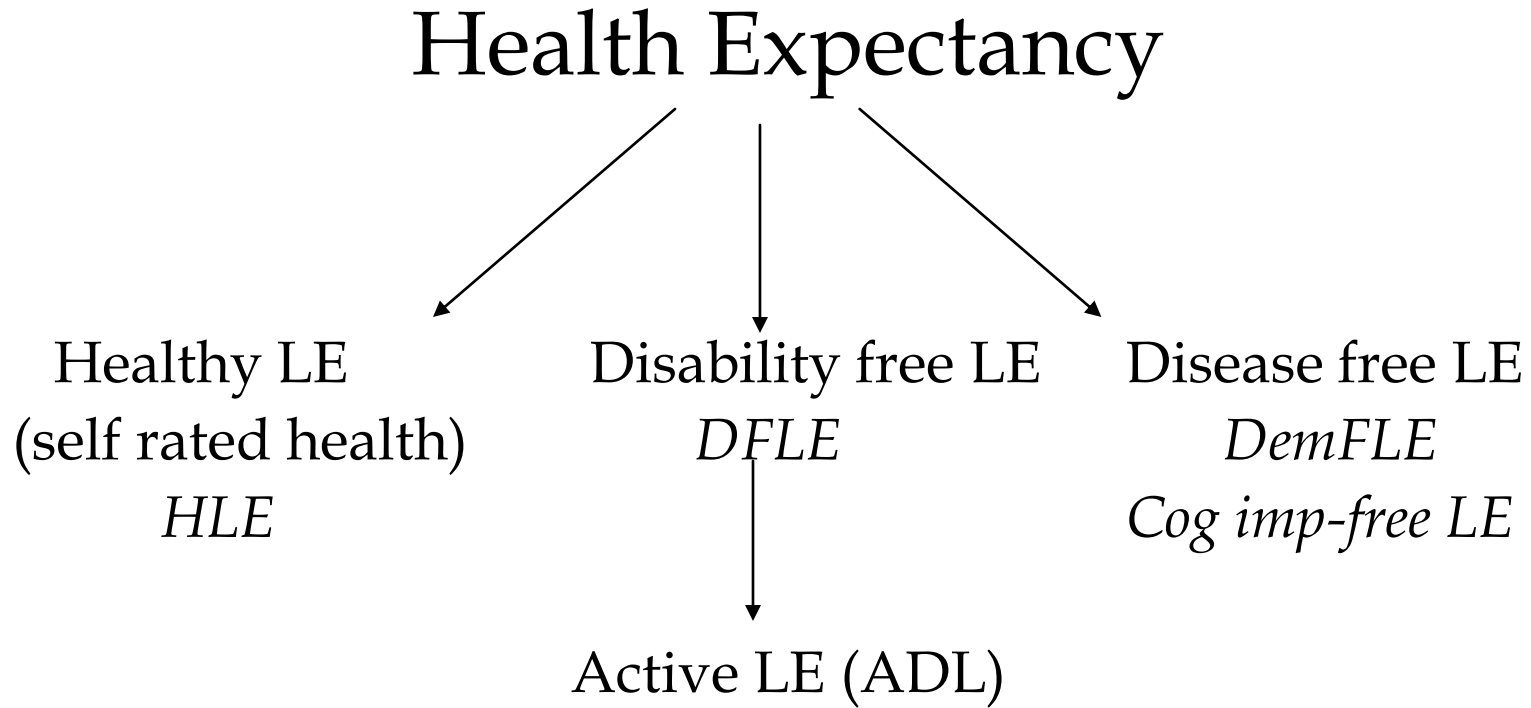 Health Expectancy
Healthy LE
(self rated health)
HLE
Disability free LE
DFLE
Disease free LE
DemFLE
Cog imp-free LE
Active LE (ADL)